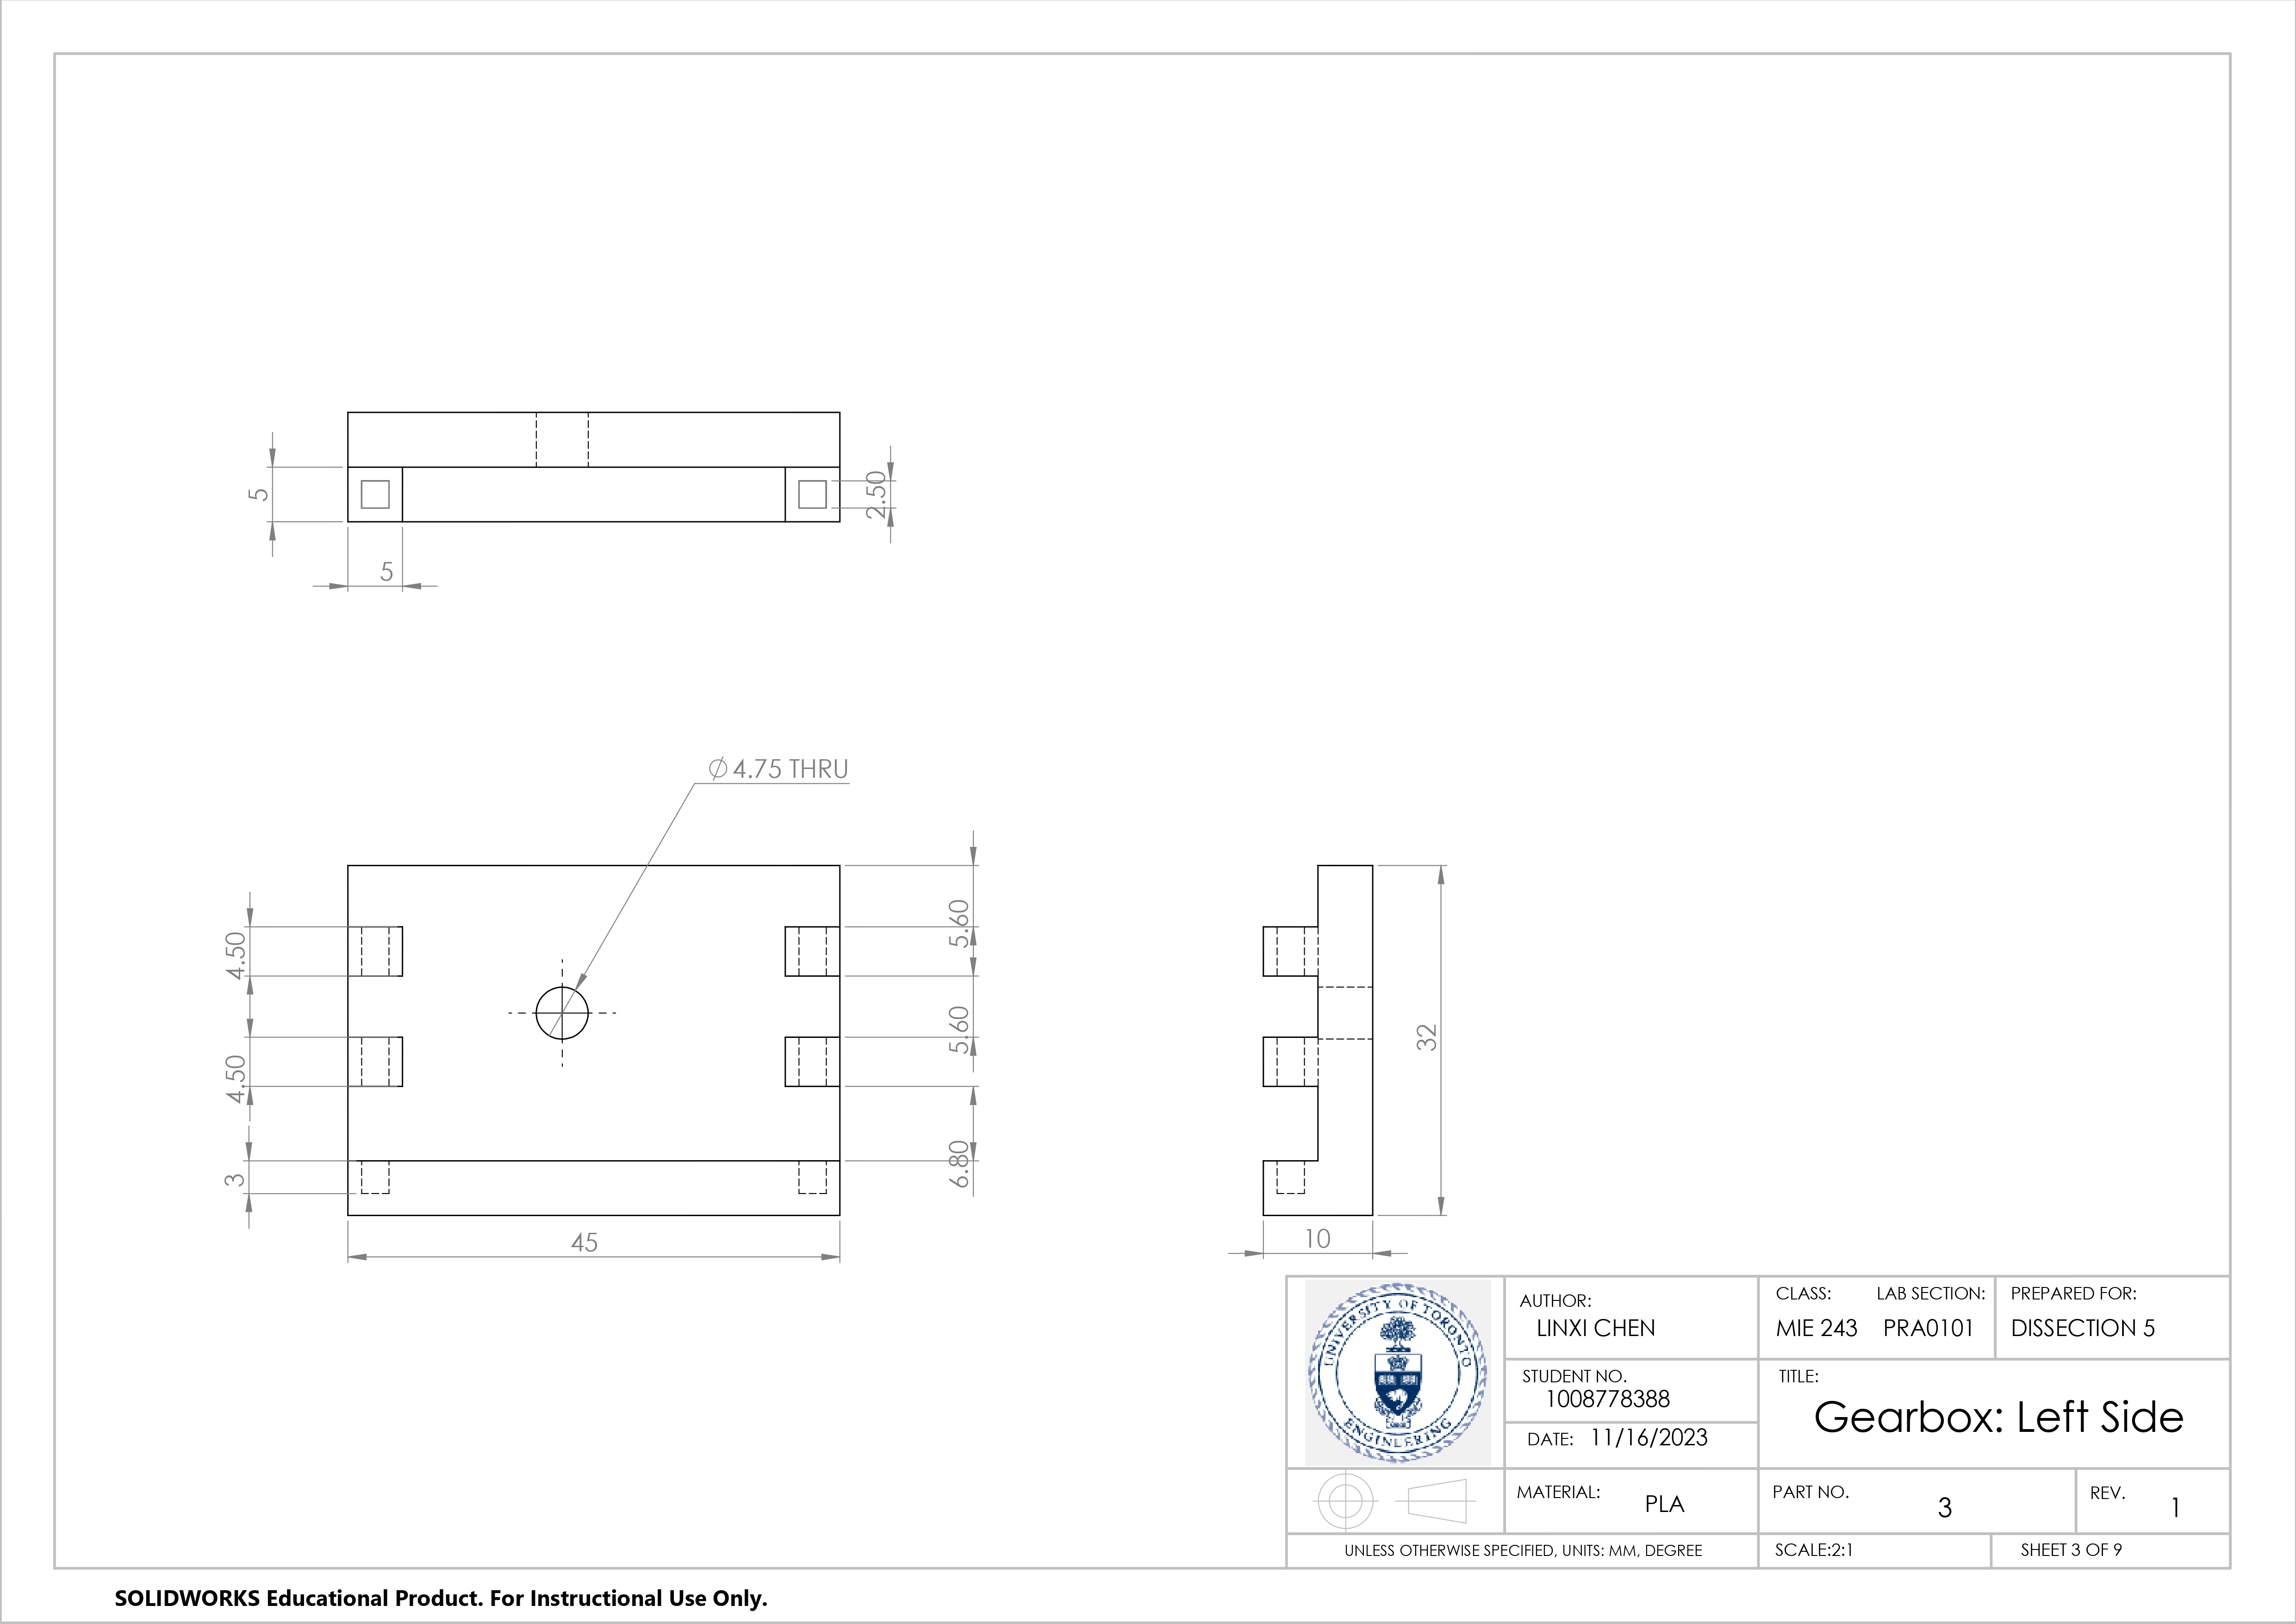 5
2.50
5
⌀4.75 THRU
4.50
4.50
3
5.60
5.60
6.80
45
32
10
UNIVERSITY OF TORONTO
ENGINEERING
AUTHOR:
LINXI CHEN
CLASS: LAB SECTION:
MIE 243 PRA0101
PREPARED FOR:
DISSECTION 5
STUDENT NO.
1008778388
DATE: 11/16/2023
TITLE:
Gearbox: Left Side
MATERIAL: PLA
PART NO. 3
REV. 1
UNLESS OTHERWISE SPECIFIED, UNITS: MM, DEGREE
SCALE:2:1
SHEET 3 OF 9
SOLIDWORKS Educational Product. For Instructional Use Only.